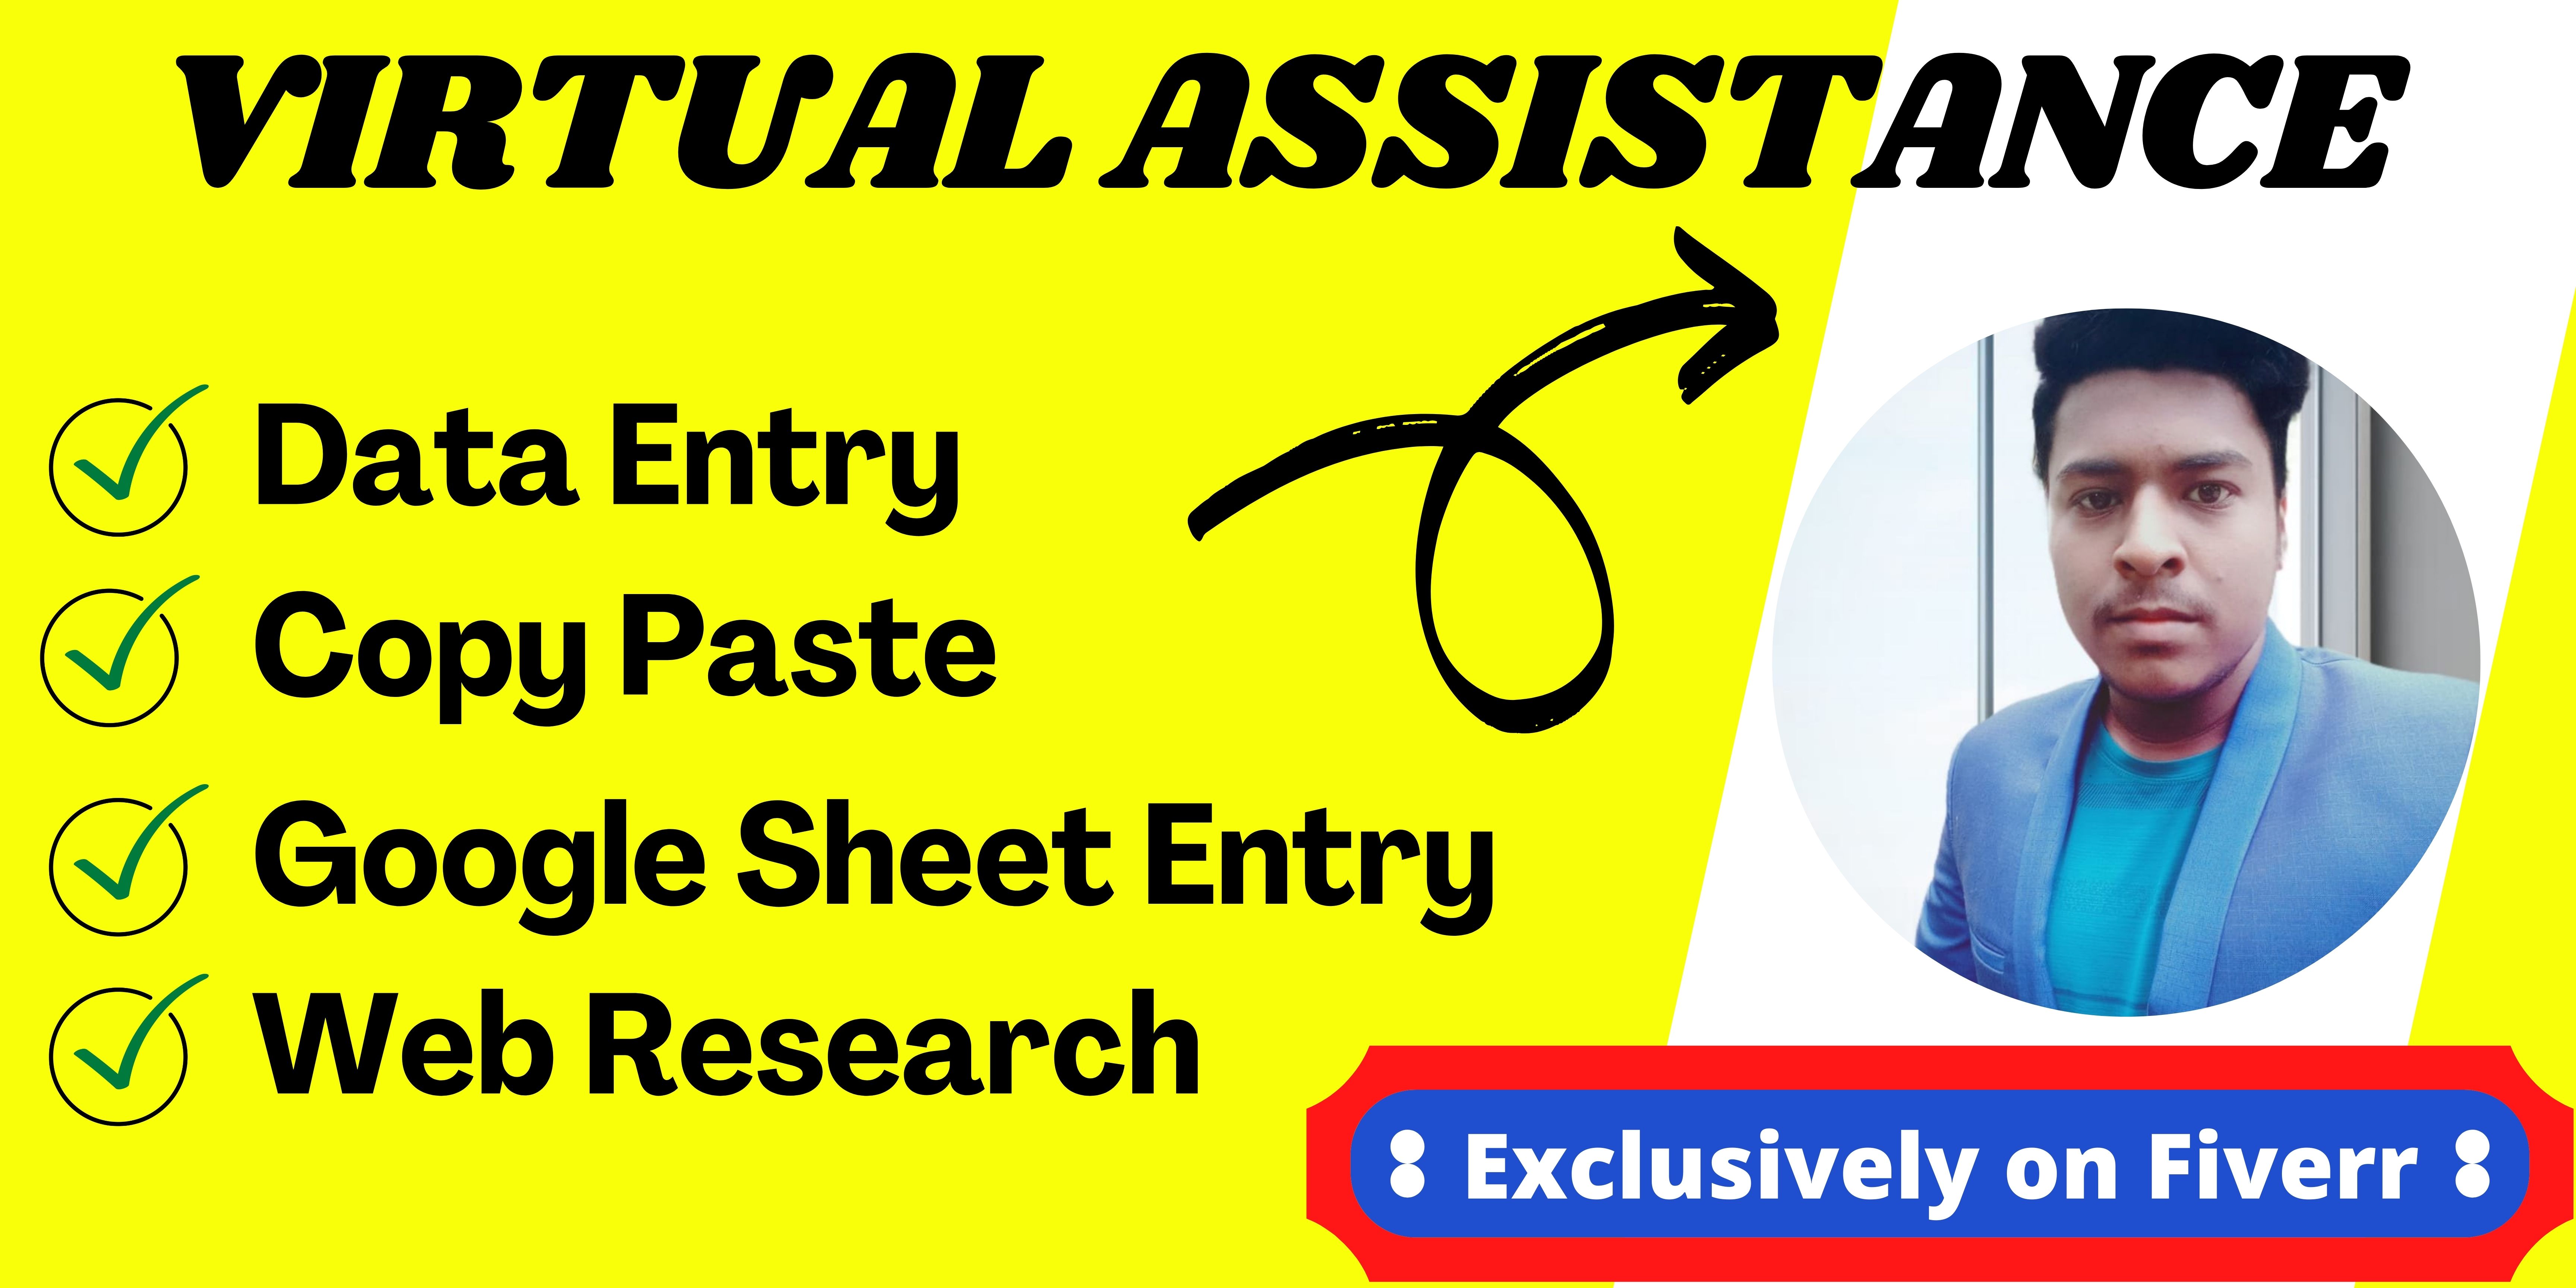 VIRTUAL ASSISTANCE
Data Entry
Copy Paste
Google Sheet Entry
Web Research
Exclusively on Fiverr